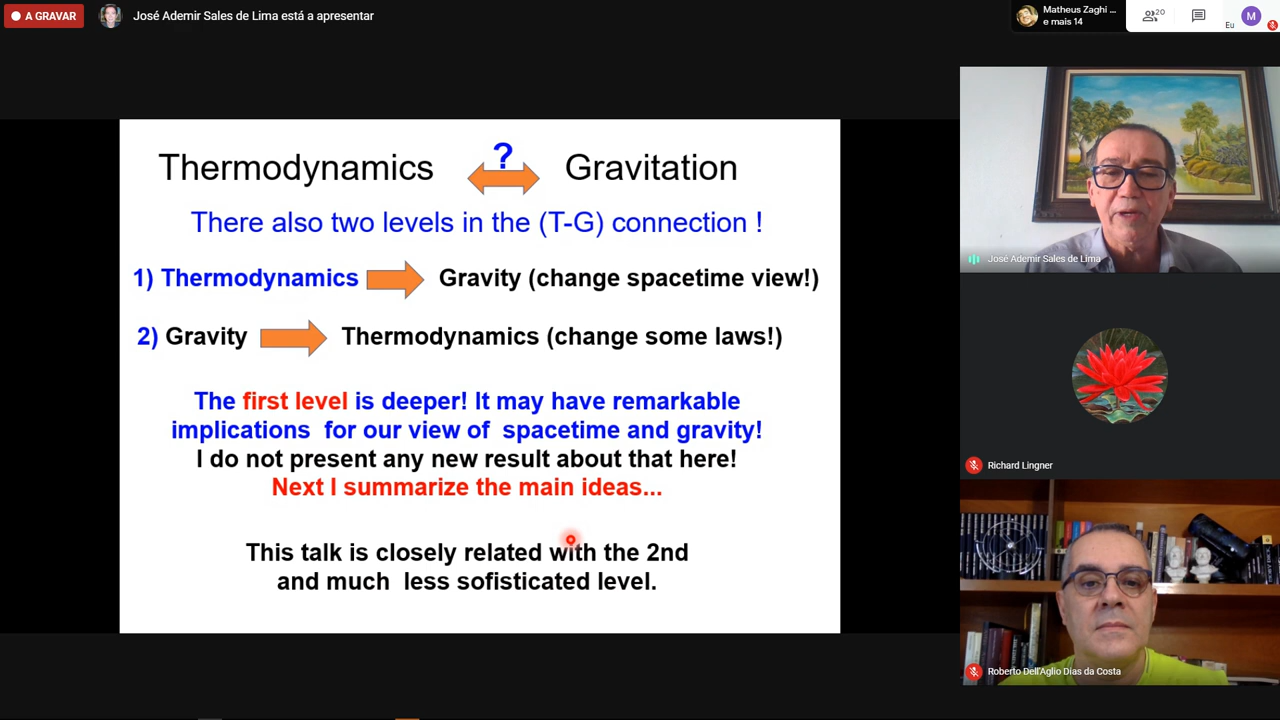 A GRAVAR
José Ademir Sales de Lima está a apresentar
Matheus Zaghi ...
e mais 14
20
Eu
M
Thermodynamics ? Gravitation
There also two levels in the (T-G) connection !
1) Thermodynamics Gravity (change spacetime view!)
2) Gravity Thermodynamics (change some laws!)
The first level is deeper! It may have remarkable
implications for our view of spacetime and gravity!
I do not present any new result about that here!
Next I summarize the main ideas...
This talk is closely related with the 2nd
and much less sofisticated level.
José Ademir Sales de Lima
Richard Lingner
Roberto Dell'Aglio Dias da Costa